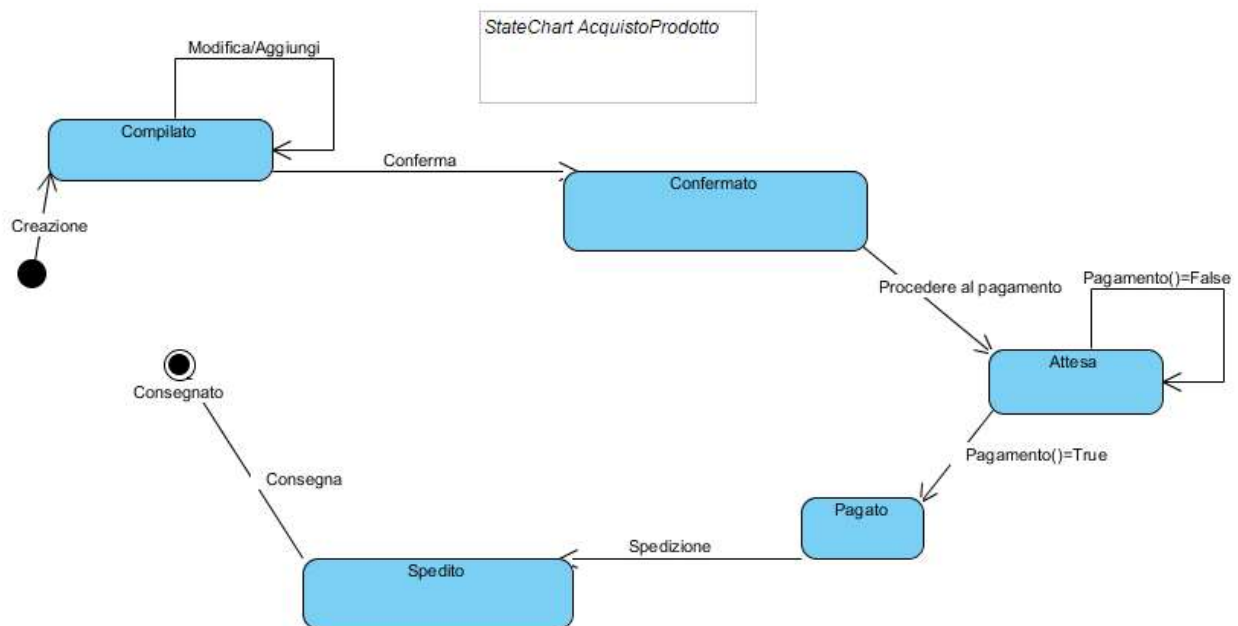 StateChart AcquistoProdotto
Modifica/Aggiungi
Compilato
Conferma
Confermato
Creazione
Procedere al pagamento
Pagamento()=False
Attesa
Consegnato
Pagamento()=True
Consegna
Pagato
Spedizione
Spedito